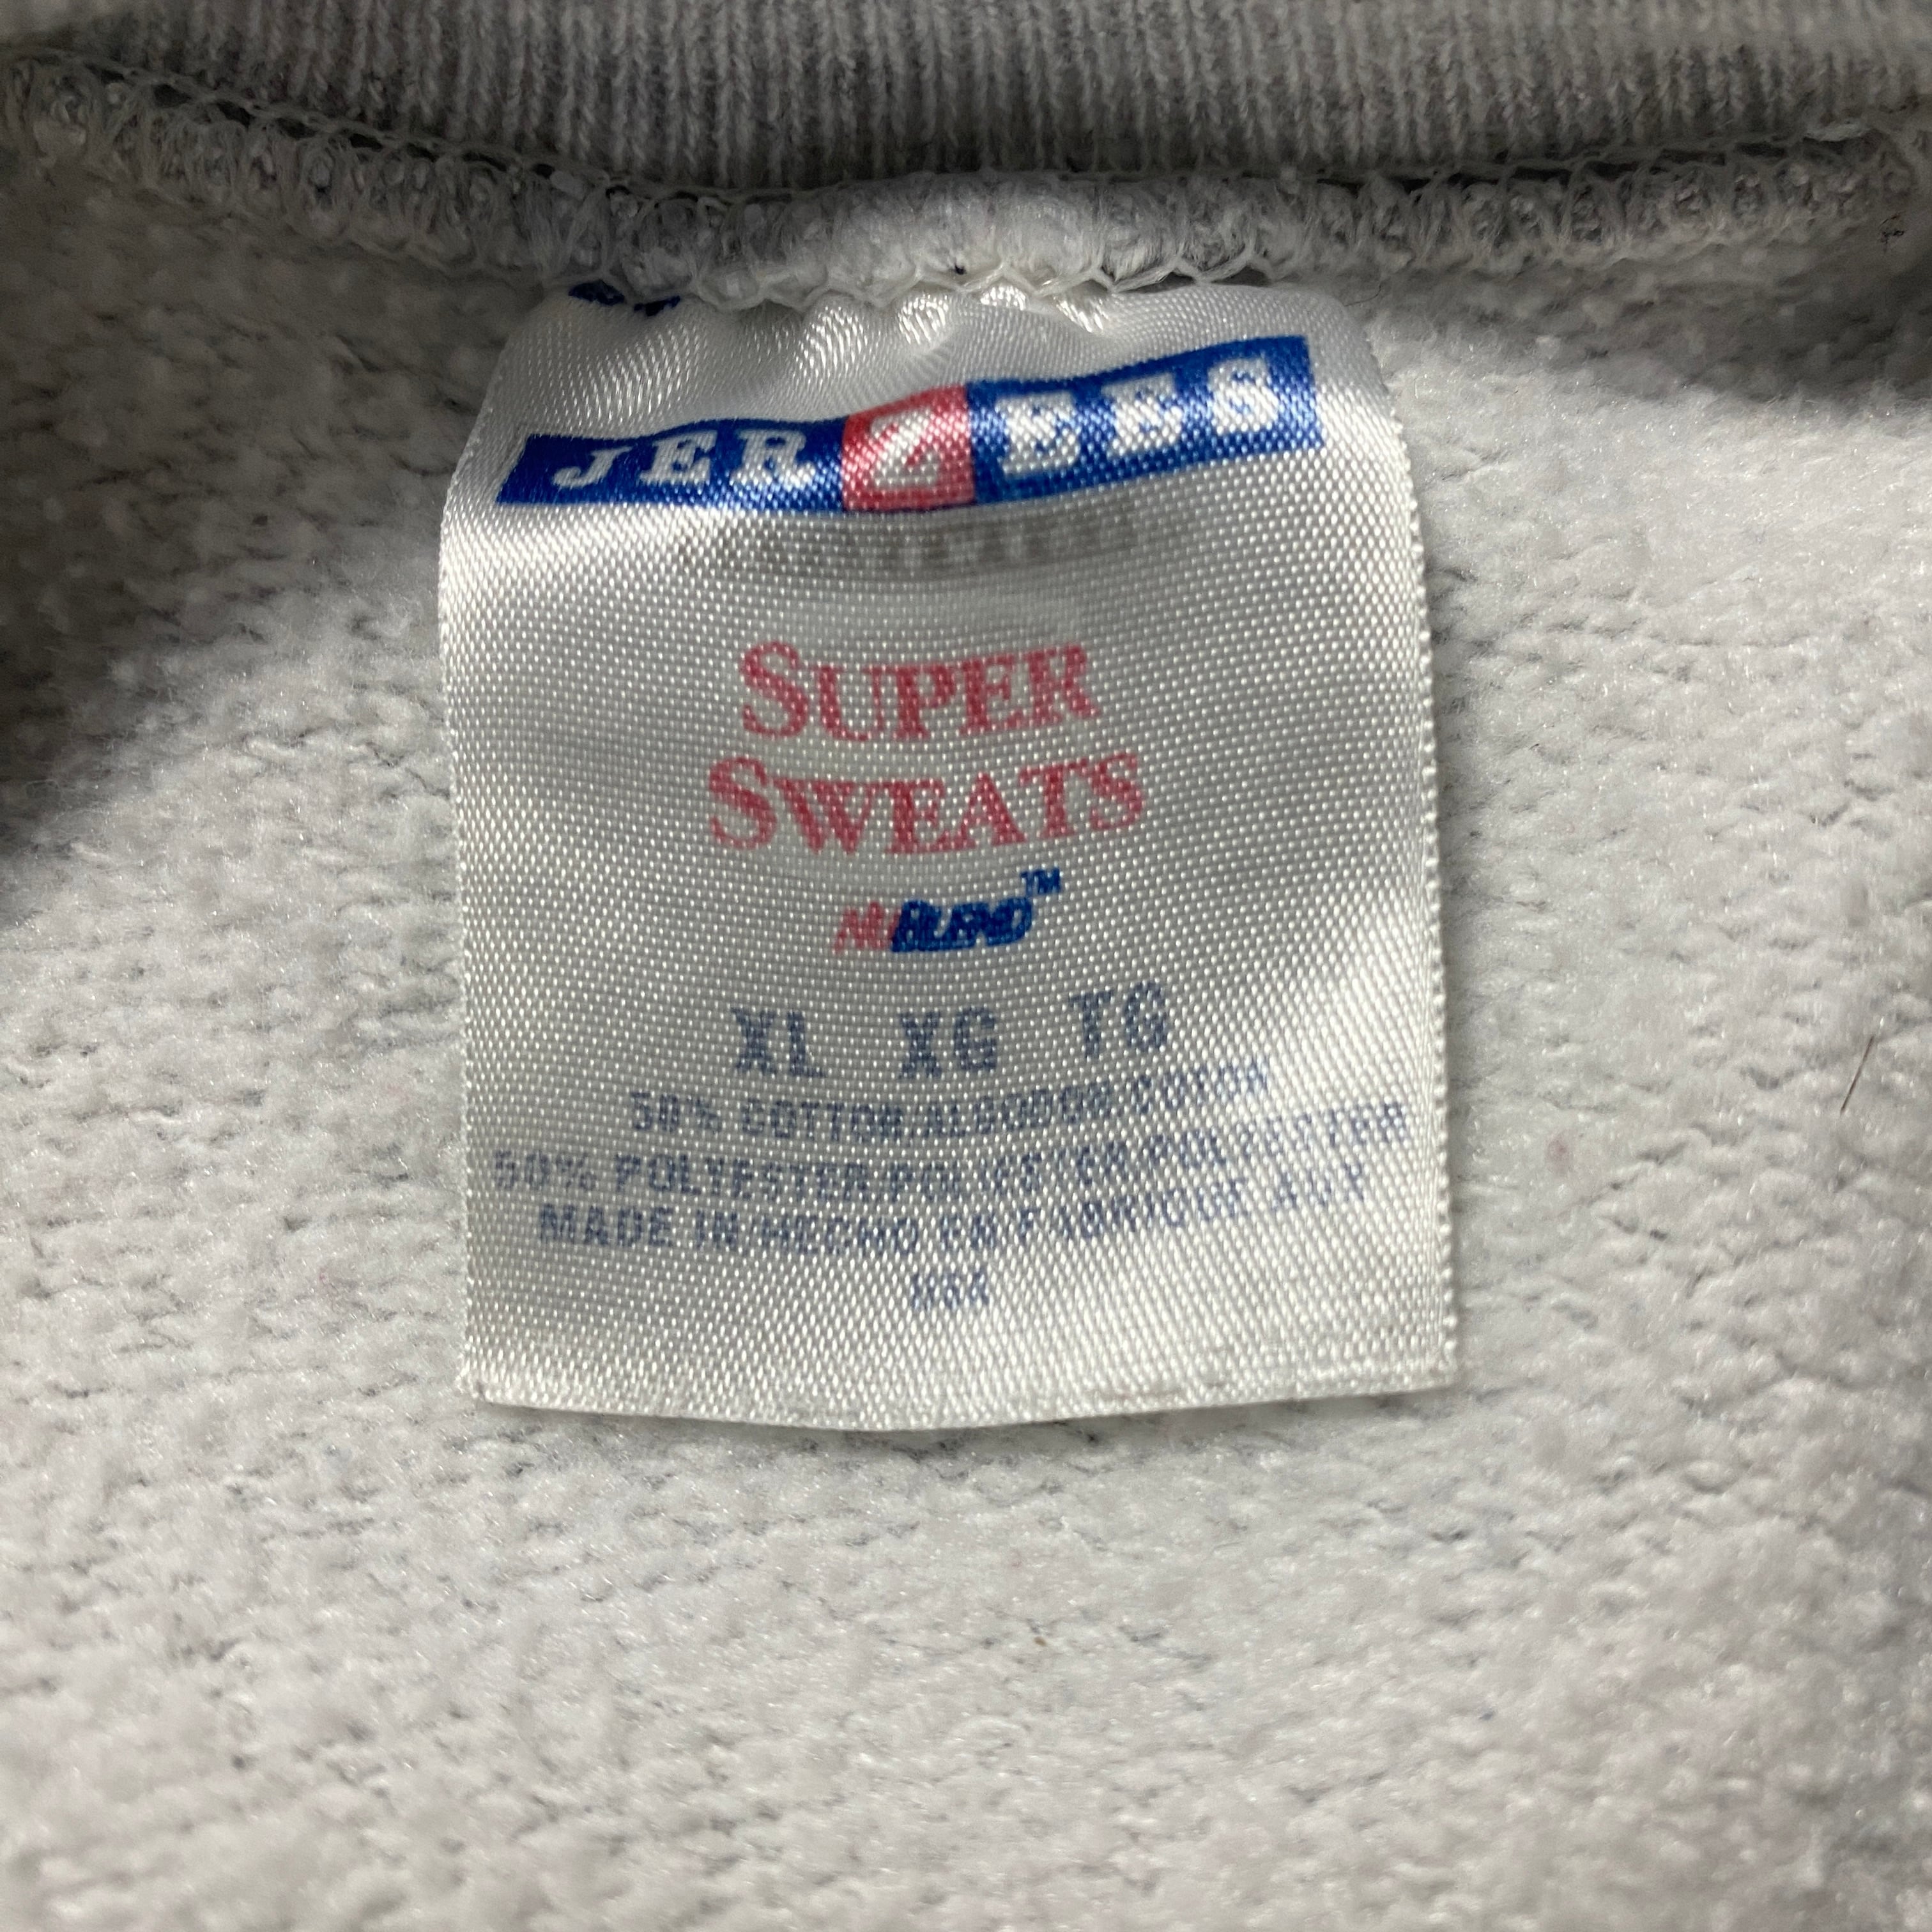 JERZEES
SUPER
SWEATS
NUBLEND™
XL XG TG
50% COTTON/ALGODON/COTON
50% POLYESTER/POLIESTER/POLYESTER
MADE IN/HECHO EN/FABRIQUE AUX
USA